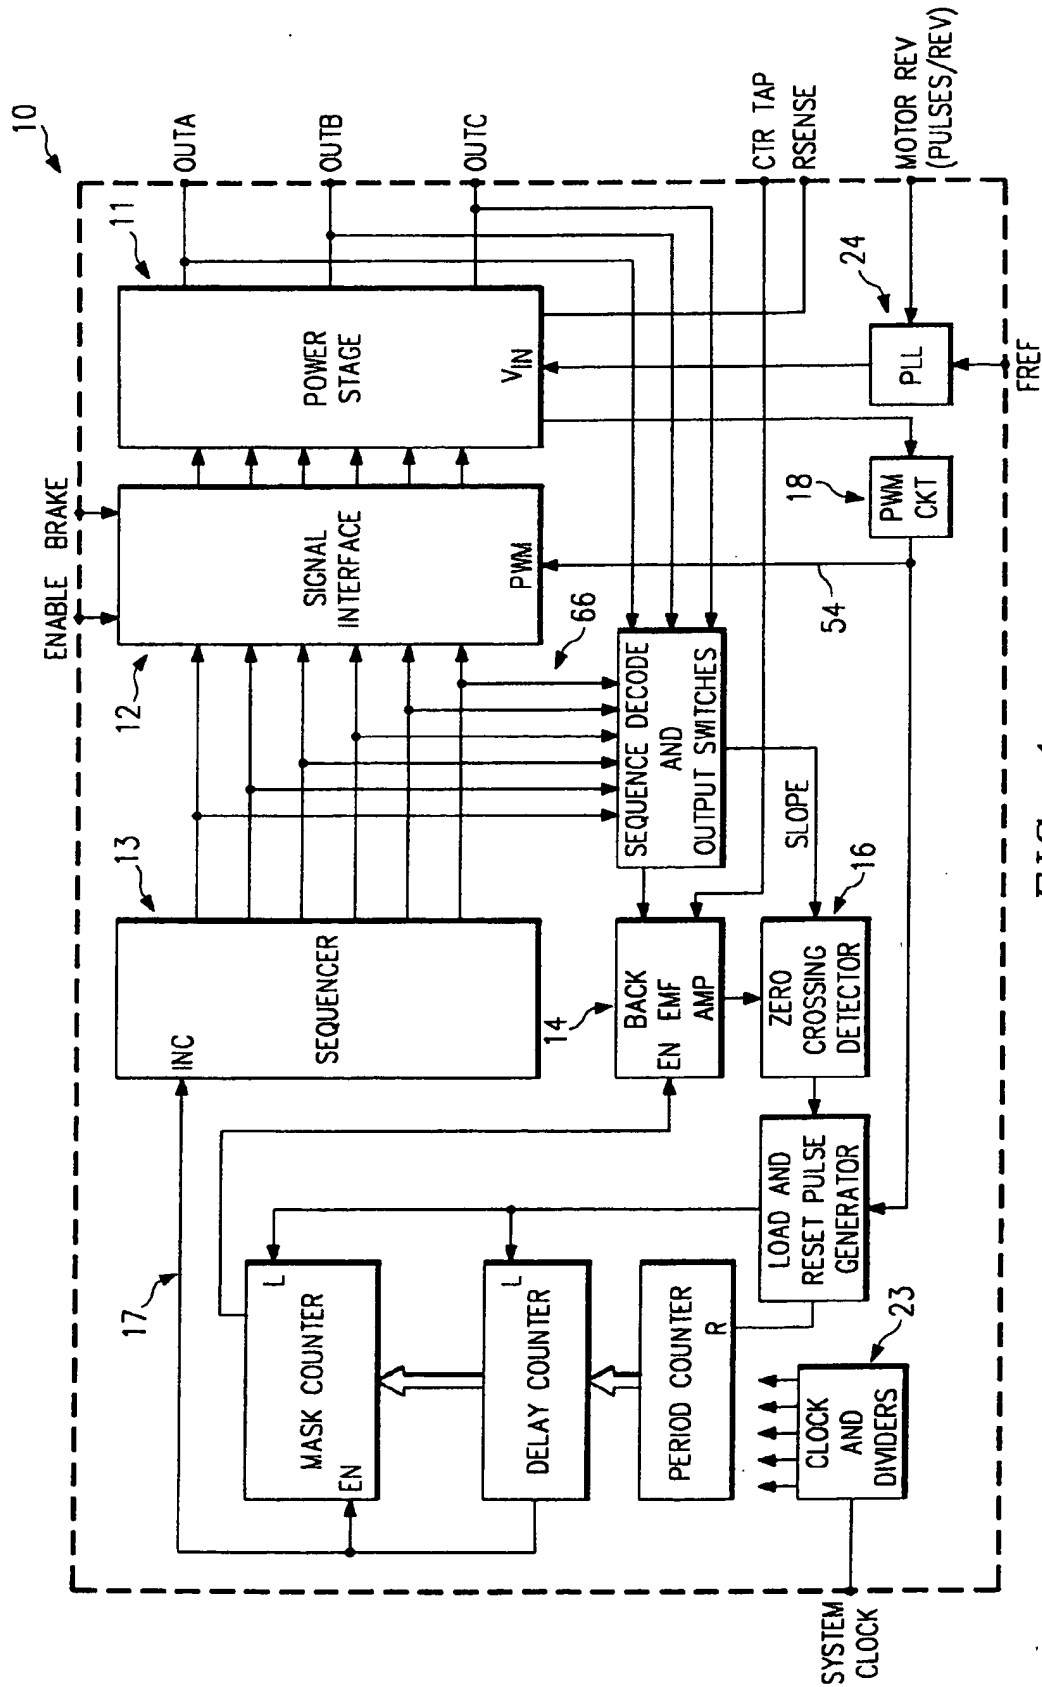 10
ENABLE
BRAKE
OUTA
OUTB
OUTC
CTR TAP
RSENSE
MOTOR REV
(PULSES/REV)
FREF
SYSTEM
CLOCK
11
POWER
STAGE
VIN
12
SIGNAL
INTERFACE
PWM
13
INC
SEQUENCER
17
L
MASK COUNTER
EN
L
DELAY COUNTER
PERIOD COUNTER
R
23
CLOCK
AND
DIVIDERS
LOAD AND
RESET PULSE
GENERATOR
14
BACK
EN EMF
AMP
16
ZERO
CROSSING
DETECTOR
SLOPE
66
SEQUENCE DECODE
AND
OUTPUT SWITCHES
54
18
PWM
CKT
24
PLL